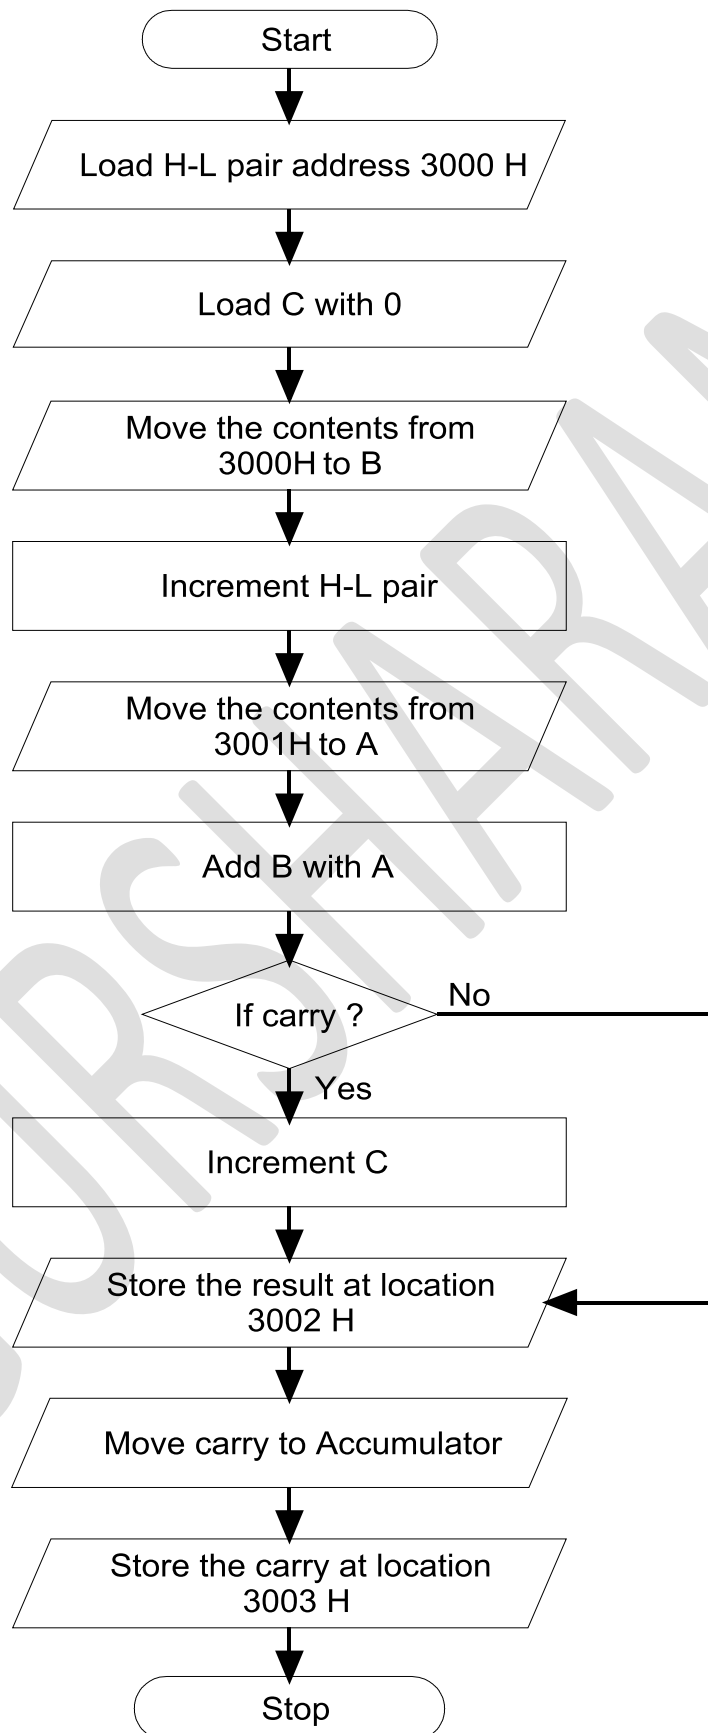 Start
Load H-L pair address 3000 H
Load C with 0
Move the contents from
3000H to B
Increment H-L pair
Move the contents from
3001H to A
Add B with A
If carry ?
No
Yes
Increment C
Store the result at location
3002 H
Move carry to Accumulator
Store the carry at location
3003 H
Stop